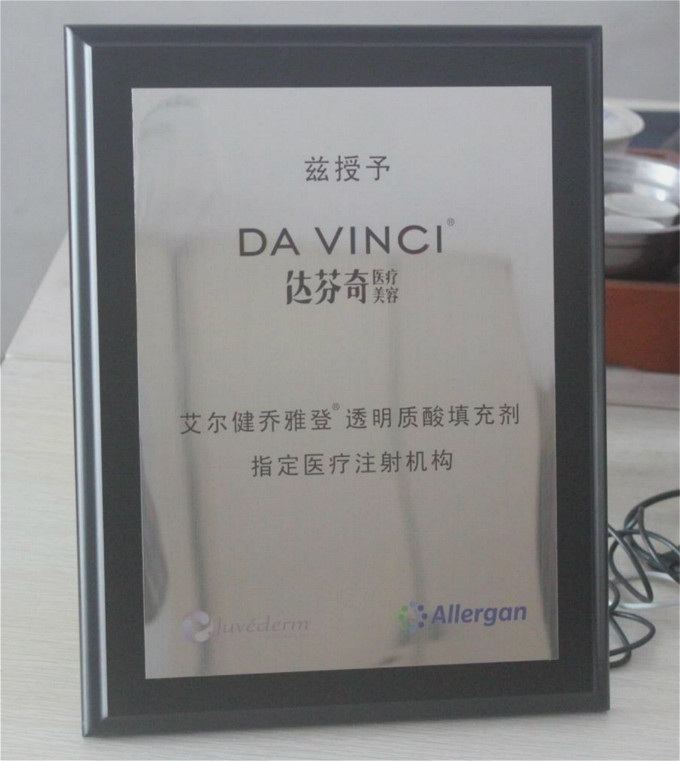 兹授予
DA VINCI®
达芬奇 医疗美容
艾尔健乔雅登®透明质酸填充剂
指定医疗注射机构
Juvéderm
Allergan